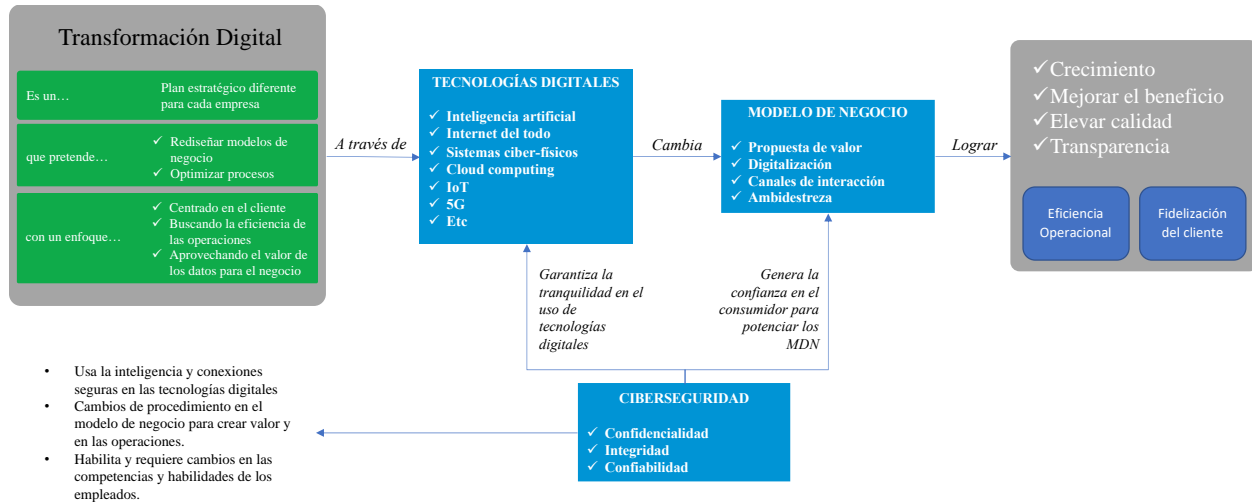 Transformación Digital
Es un…
Plan estratégico diferente
para cada empresa
que pretende…
✓ Rediseñar modelos de
negocio
✓ Optimizar procesos
con un enfoque…
✓ Centrado en el cliente
✓ Buscando la eficiencia de
las operaciones
✓ Aprovechando el valor de
los datos para el negocio
A través de
TECNOLOGÍAS DIGITALES
✓ Inteligencia artificial
✓ Internet del todo
✓ Sistemas ciber-físicos
✓ Cloud computing
✓ IoT
✓ 5G
✓ Etc
Cambia
MODELO DE NEGOCIO
✓ Propuesta de valor
✓ Digitalización
✓ Canales de interacción
✓ Ambidestreza
Lograr
✓Crecimiento
✓Mejorar el beneficio
✓Elevar calidad
✓Transparencia
Eficiencia
Operacional
Fidelización
del cliente
Garantiza la
tranquilidad en el
uso de
tecnologías
digitales
Genera la
confianza en el
consumidor para
potenciar los
MDN
CIBERSEGURIDAD
✓ Confidencialidad
✓ Integridad
✓ Confiabilidad
• Usa la inteligencia y conexiones
seguras en las tecnologías digitales
• Cambios de procedimiento en el
modelo de negocio para crear valor y
en las operaciones.
• Habilita y requiere cambios en las
competencias y habilidades de los
empleados.